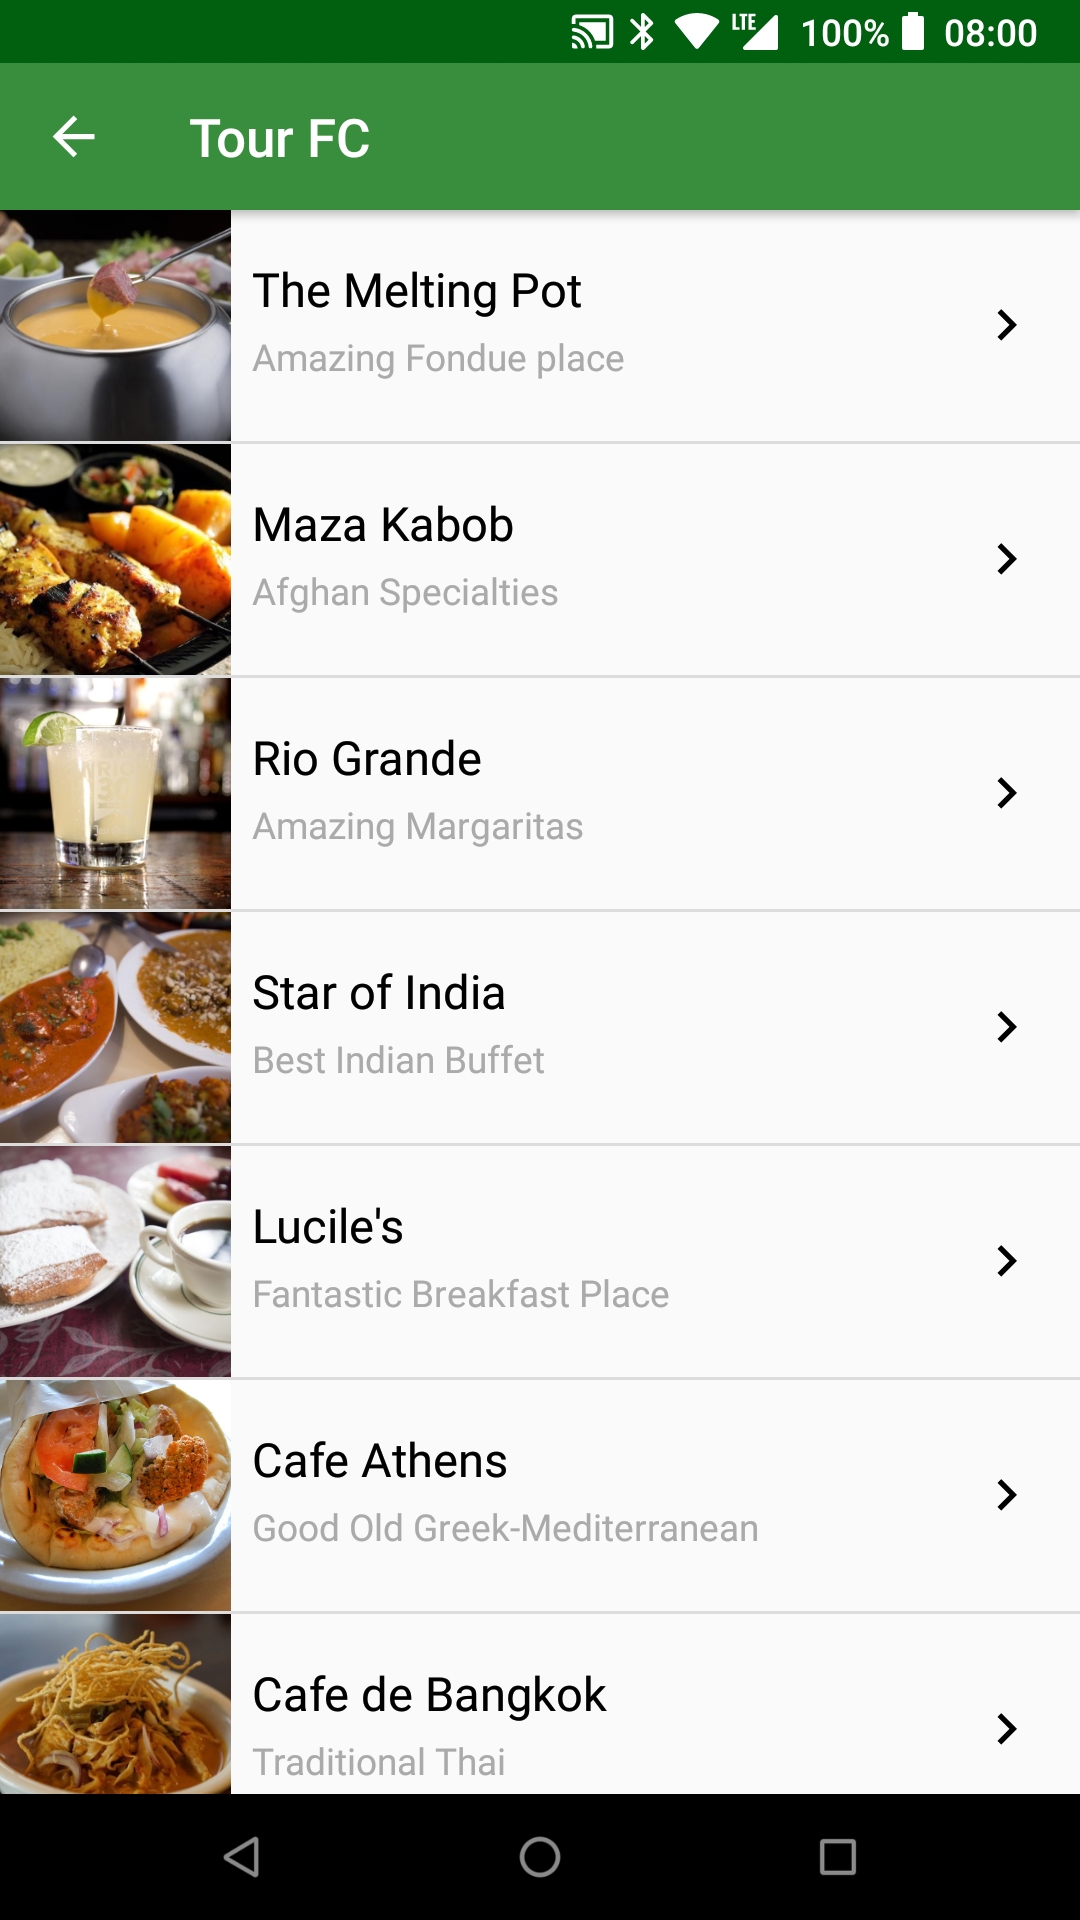 LTE 100% 08:00
Tour FC
The Melting Pot
Amazing Fondue place
Maza Kabob
Afghan Specialties
Rio Grande
Amazing Margaritas
Star of India
Best Indian Buffet
Lucile's
Fantastic Breakfast Place
Cafe Athens
Good Old Greek-Mediterranean
Cafe de Bangkok
Traditional Thai